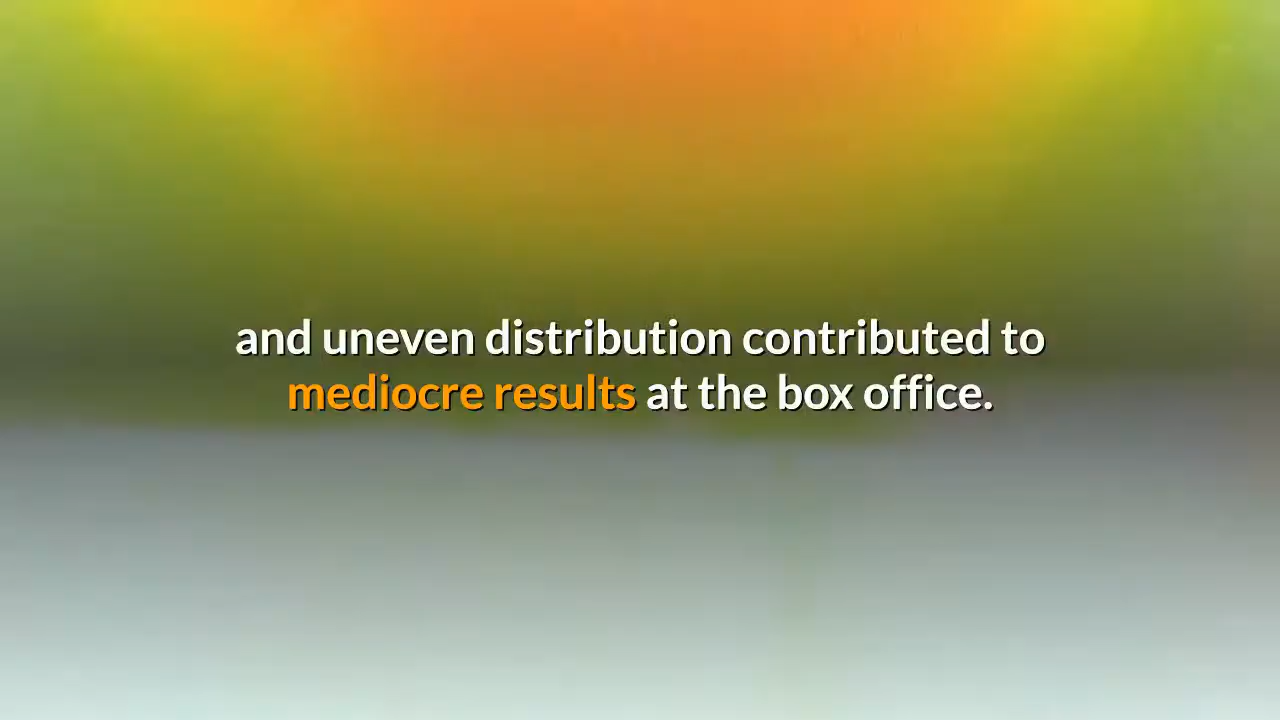 and uneven distribution contributed to
mediocre results at the box office.